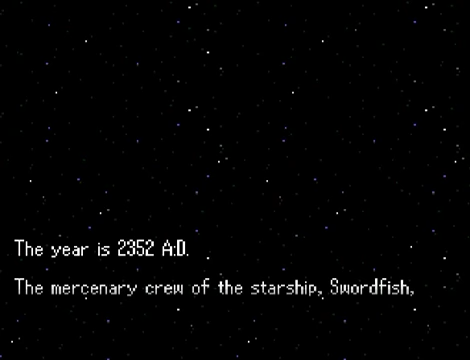 The year is 2352 A.D.
The mercenary crew of the starship, Swordfish,